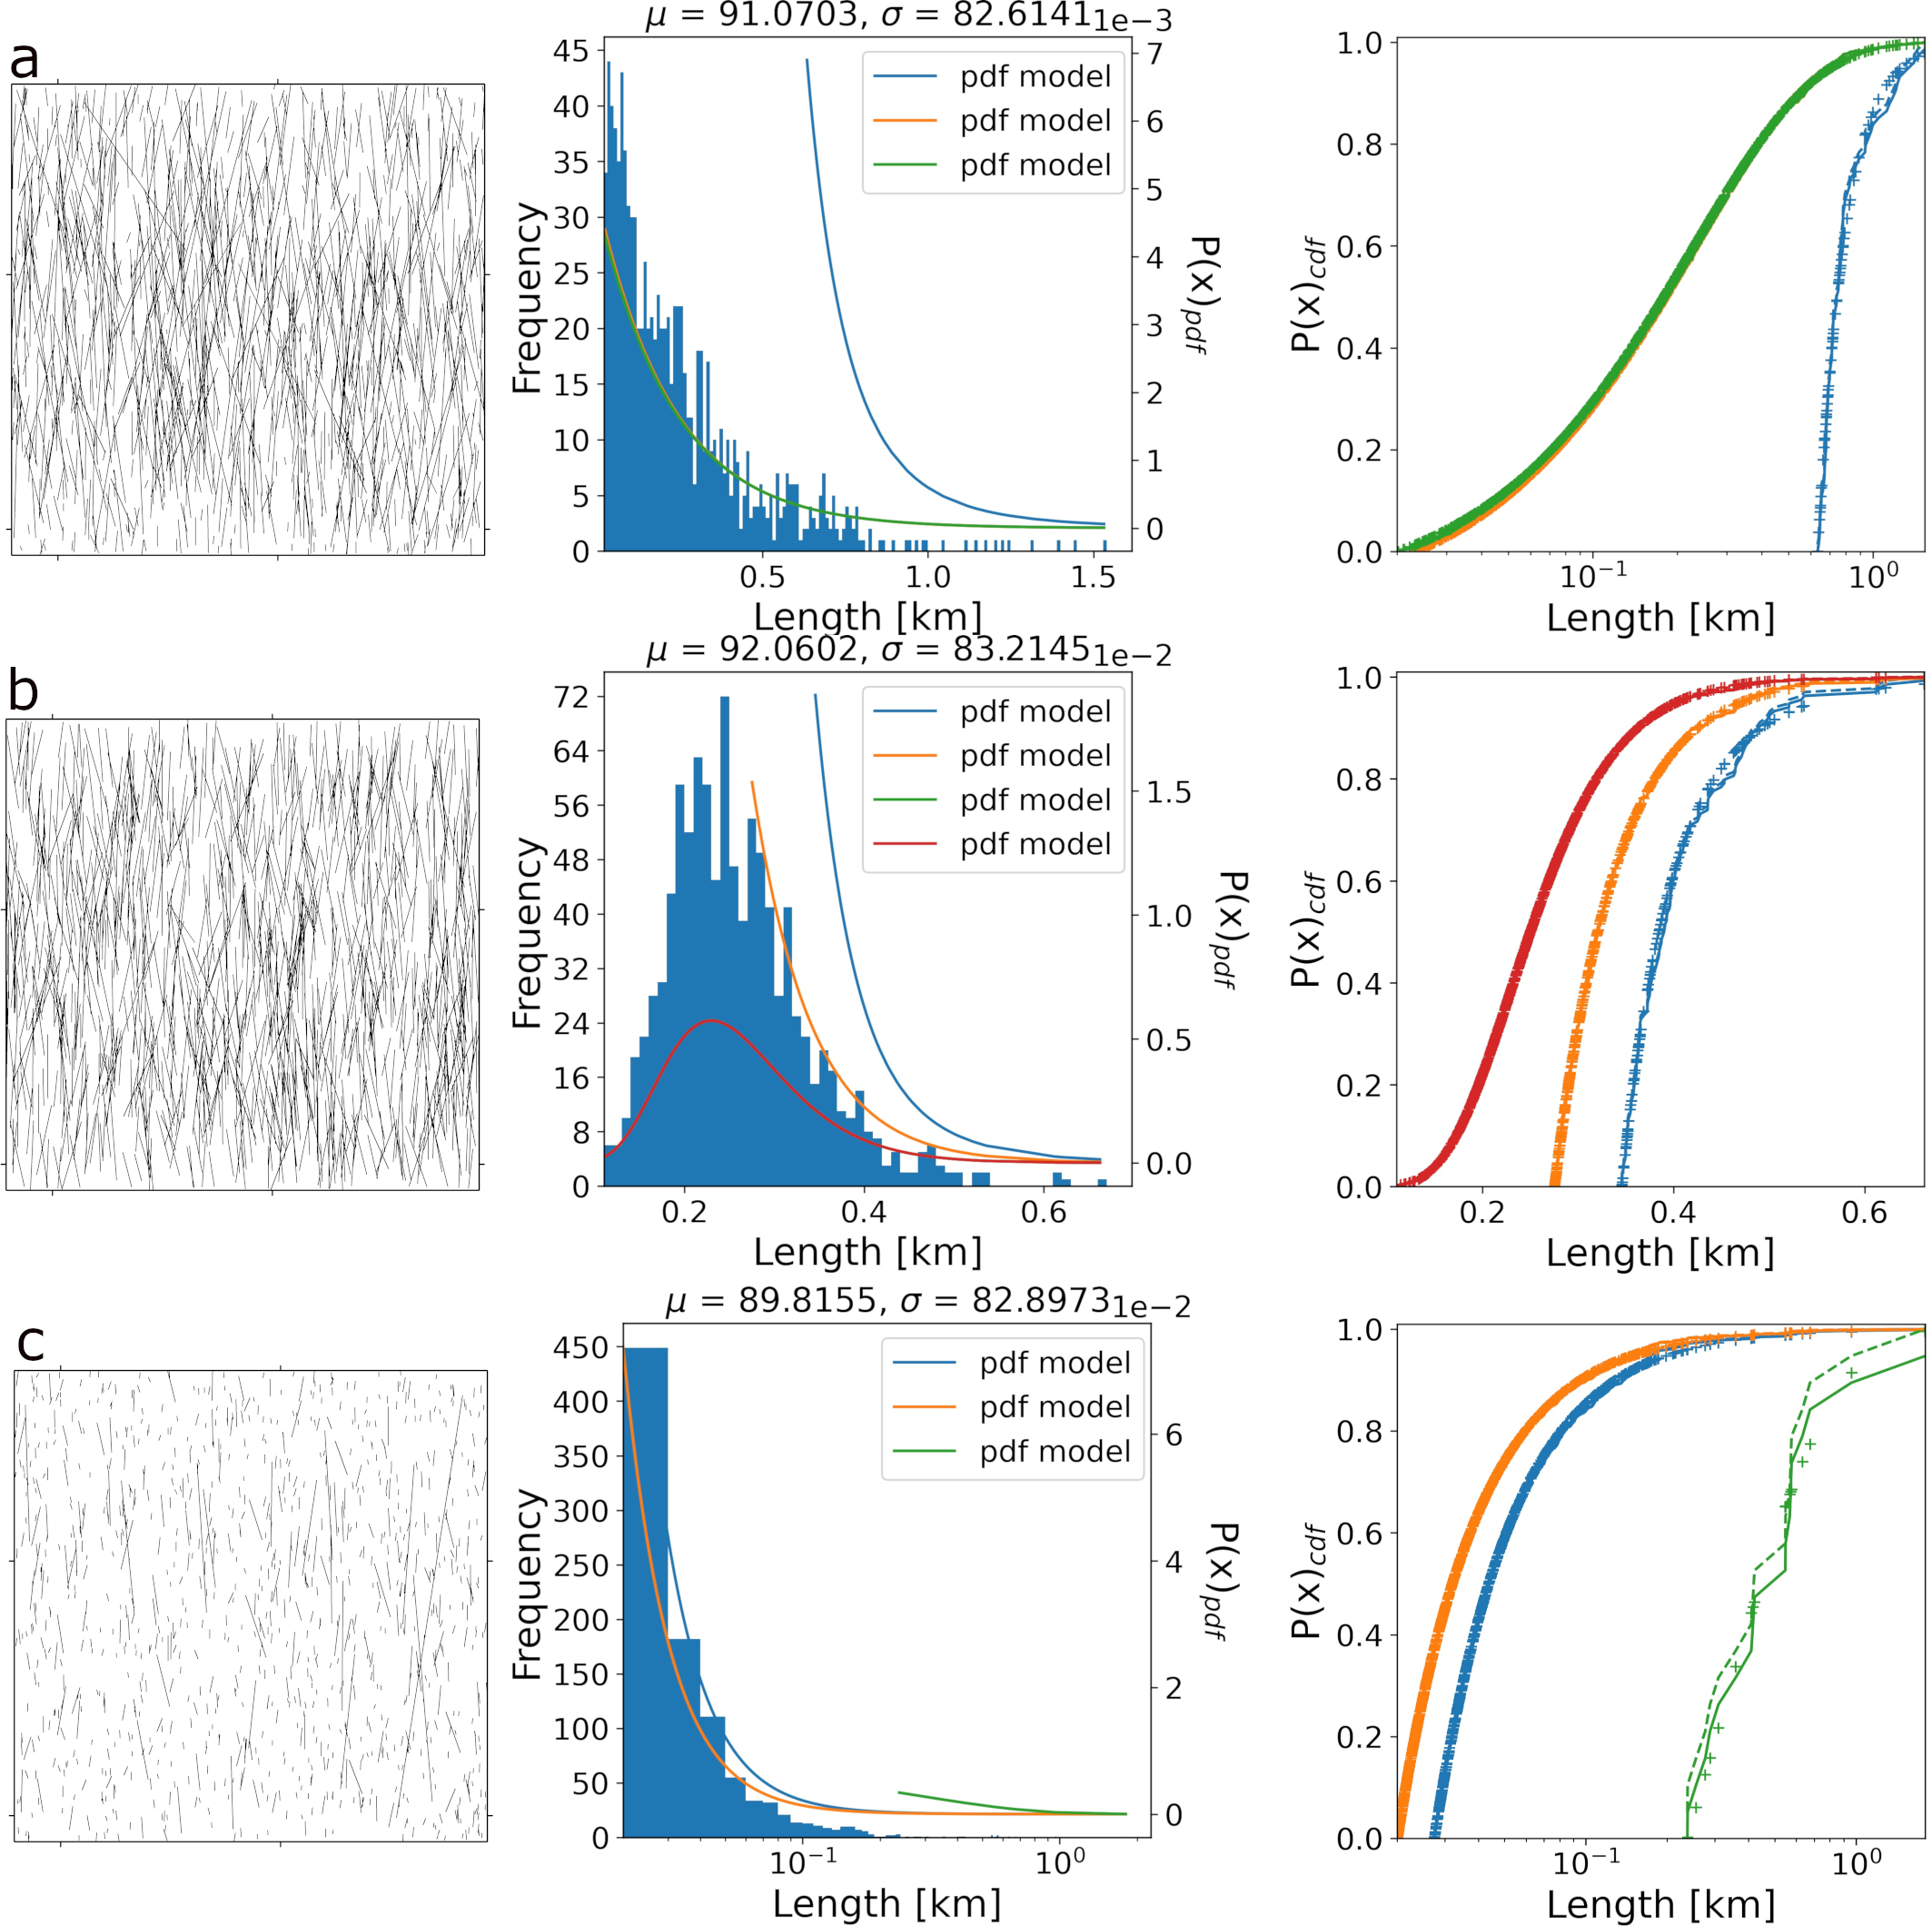 a
μ = 91.0703, σ = 82.6141
1e−3
45
40
35
30
25
20
15
10
5
0
Frequency
pdf model
pdf model
pdf model
7
6
5
4
3
2
1
0
P(x)pdf
0.5 1.0 1.5
Length [km]
1.0
0.8
0.6
0.4
0.2
0.0
P(x)cdf
10⁻¹ 10⁰
Length [km]
b
μ = 92.0602, σ = 83.2145
1e−2
72
64
56
48
40
32
24
16
8
0
Frequency
pdf model
pdf model
pdf model
pdf model
1.5
1.0
0.5
0.0
P(x)pdf
0.2 0.4 0.6
Length [km]
1.0
0.8
0.6
0.4
0.2
0.0
P(x)cdf
0.2 0.4 0.6
Length [km]
c
μ = 89.8155, σ = 82.8973
1e−2
450
400
350
300
250
200
150
100
50
0
Frequency
pdf model
pdf model
pdf model
6
4
2
0
P(x)pdf
10⁻¹ 10⁰
Length [km]
1.0
0.8
0.6
0.4
0.2
0.0
P(x)cdf
10⁻¹ 10⁰
Length [km]